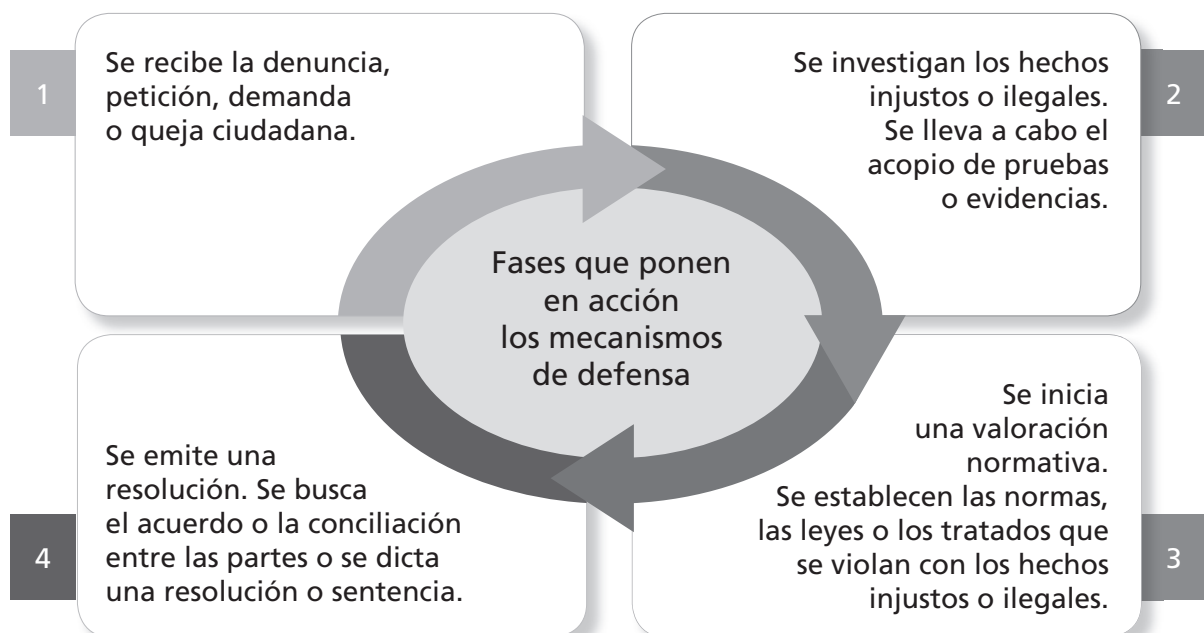 1
Se recibe la denuncia,
petición, demanda
o queja ciudadana.
2
Se investigan los hechos
injustos o ilegales.
Se lleva a cabo el
acopio de pruebas
o evidencias.
Fases que ponen
en acción
los mecanismos
de defensa
3
Se inicia
una valoración
normativa.
Se establecen las normas,
las leyes o los tratados que
se violan con los hechos
injustos o ilegales.
4
Se emite una
resolución. Se busca
el acuerdo o la conciliación
entre las partes o se dicta
una resolución o sentencia.